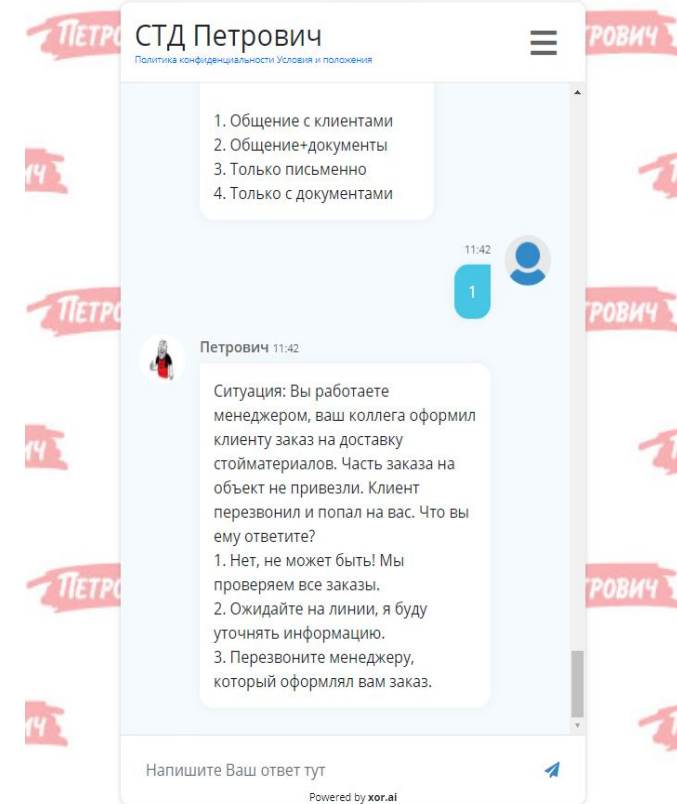 СТД Петрович
Политика конфиденциальности Условия и положения
1. Общение с клиентами
2. Общение+документы
3. Только письменно
4. Только с документами
11:42
1
Петрович 11:42
Ситуация: Вы работаете
менеджером, ваш коллега оформил
клиенту заказ на доставку
стойматериалов. Часть заказа на
объект не привезли. Клиент
перезвонил и попал на вас. Что вы
ему ответите?
1. Нет, не может быть! Мы
проверяем все заказы.
2. Ожидайте на линии, я буду
уточнять информацию.
3. Перезвоните менеджеру,
который оформлял вам заказ.
Напишите Ваш ответ тут
Powered by xor.ai